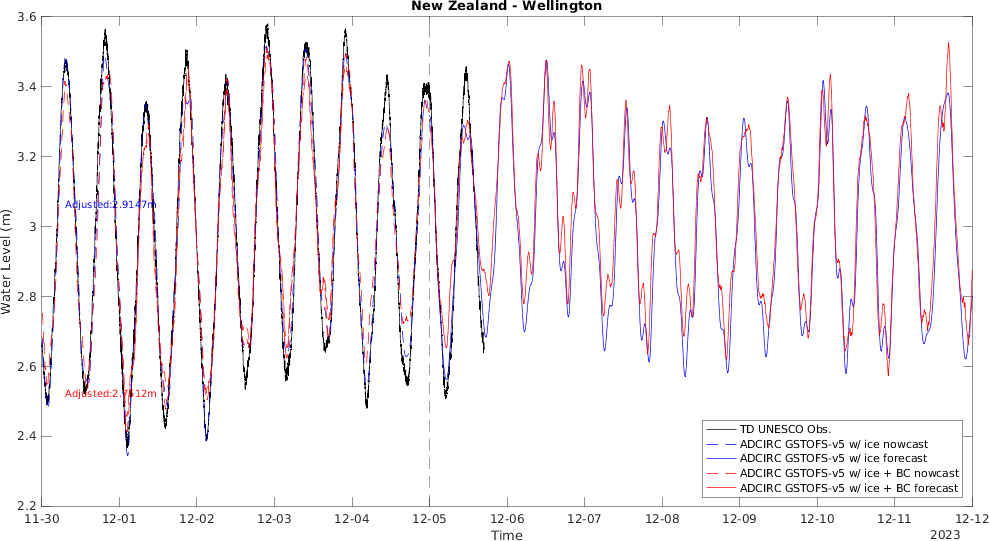 New Zealand - Wellington
Water Level (m)
3.6
3.4
3.2
3
2.8
2.6
2.4
2.2
Adjusted:2.9147m
TD UNESCO Obs.
ADCIRC GSTOFS-v5 w/ ice nowcast
ADCIRC GSTOFS-v5 w/ ice forecast
ADCIRC GSTOFS-v5 w/ ice + BC nowcast
ADCIRC GSTOFS-v5 w/ ice + BC forecast
11-30
12-01
12-02
12-03
12-04
12-05
12-06
12-07
12-08
12-09
12-10
12-11
12-12
Time
2023